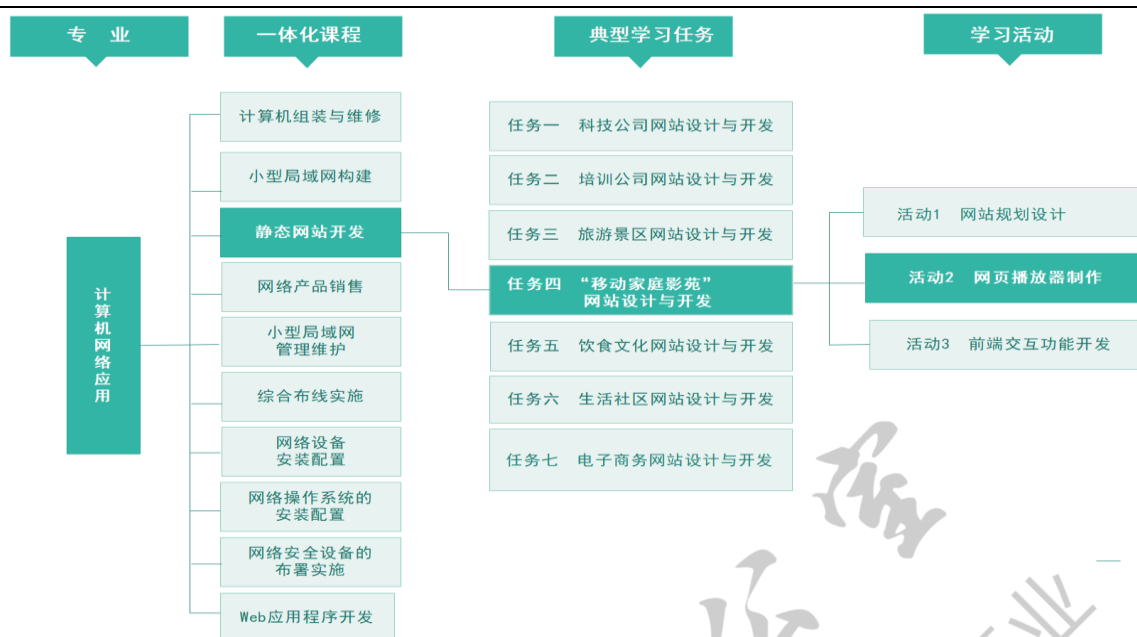 专 业
一体化课程
典型学习任务
学习活动
计算机网络应用
计算机组装与维修
小型局域网构建
静态网站开发
网络产品销售
小型局域网
管理维护
综合布线实施
网络设备
安装配置
网络操作系统的
安装配置
网络安全设备的
布署实施
Web应用程序开发
任务一 科技公司网站设计与开发
任务二 培训公司网站设计与开发
任务三 旅游景区网站设计与开发
任务四 “移动家庭影苑”
网站设计与开发
任务五 饮食文化网站设计与开发
任务六 生活社区网站设计与开发
任务七 电子商务网站设计与开发
活动1 网站规划设计
活动2 网页播放器制作
活动3 前端交互功能开发
业